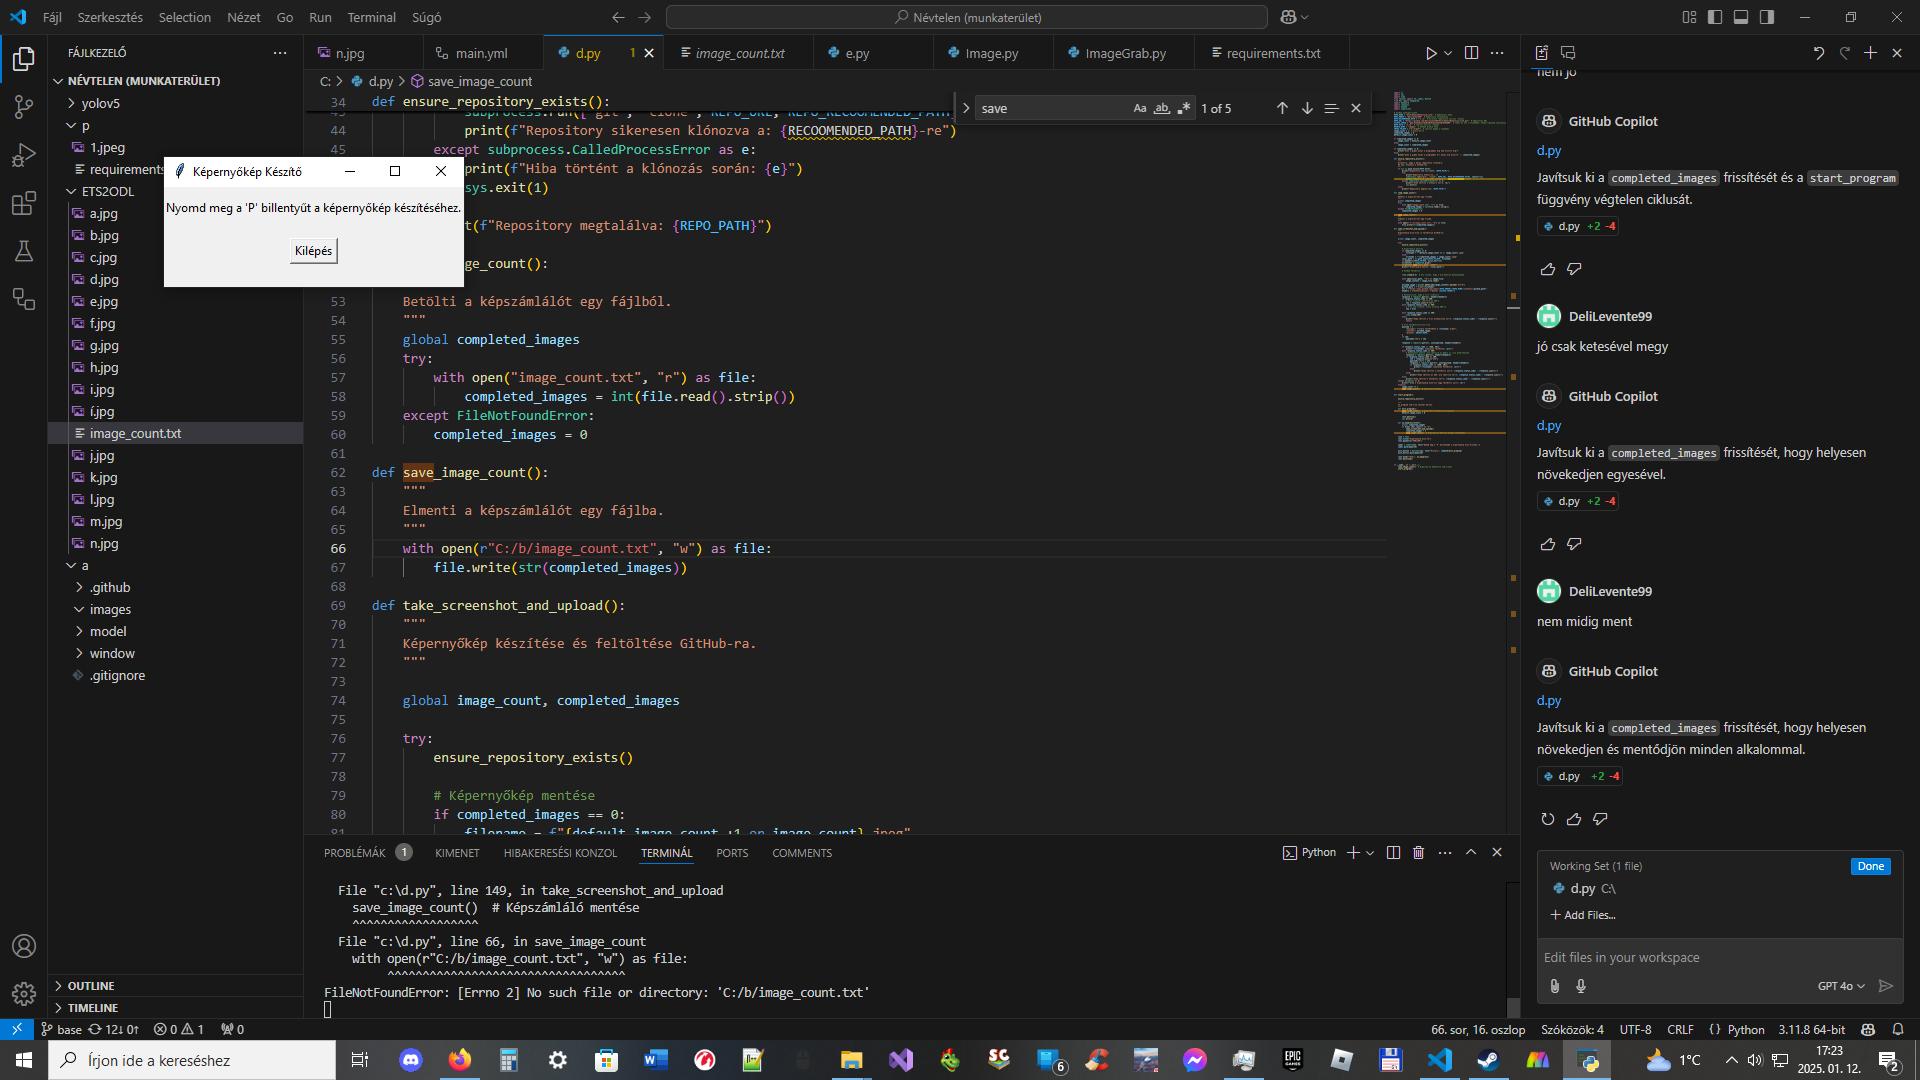 Fájl Szerkesztés Selection Nézet Go Run Terminal Súgó
Névtelen (munkaterület)
FÁJLKEZELŐ
n.jpg
main.yml
d.py 1
image_count.txt
e.py
Image.py
ImageGrab.py
requirements.txt
NÉVTELEN (MUNKATERÜLET)
yolov5
p
1.jpeg
requirements
ETS2ODL
a.jpg
b.jpg
c.jpg
d.jpg
e.jpg
f.jpg
g.jpg
h.jpg
i.jpg
í.jpg
image_count.txt
j.jpg
k.jpg
l.jpg
m.jpg
n.jpg
a
.github
images
model
window
.gitignore
OUTLINE
TIMELINE
Képernyőkép Készítő
Nyomd meg a 'P' billentyűt a képernyőkép készítéséhez.
Kilépés
C: > d.py > save_image_count
save
Aa ab 1 of 5
34 def ensure_repository_exists():
44 print(f"Repository sikeresen klónozva a: {RECOOMENDED_PATH}-re")
45 except subprocess.CalledProcessError as e:
print(f"Hiba történt a klónozás során: {e}")
sys.exit(1)
t(f"Repository megtalálva: {REPO_PATH}")
ge_count():
53 Betölti a képszámlálót egy fájlból.
54 """
55 global completed_images
56 try:
57 with open("image_count.txt", "r") as file:
58 completed_images = int(file.read().strip())
59 except FileNotFoundError:
60 completed_images = 0
61
62 def save_image_count():
63 """
64 Elmenti a képszámlálót egy fájlba.
65 """
66 with open(r"C:/b/image_count.txt", "w") as file:
67 file.write(str(completed_images))
68
69 def take_screenshot_and_upload():
70 """
71 Képernyőkép készítése és feltöltése GitHub-ra.
72 """
73
74 global image_count, completed_images
75
76 try:
77 ensure_repository_exists()
78
79 # Képernyőkép mentése
80 if completed_images == 0:
81 filename = f"{default_image_count +1 or image_count}.jpeg"
PROBLÉMÁK 1 KIMENET HIBAKERESÉSI KONZOL TERMINÁL PORTS COMMENTS
Python
File "c:\d.py", line 149, in take_screenshot_and_upload
save_image_count() # Képszámláló mentése
^^^^^^^^^^^^^^^^^^
File "c:\d.py", line 66, in save_image_count
with open(r"C:/b/image_count.txt", "w") as file:
^^^^^^^^^^^^^^^^^^^^^^^^^^^^^^^
FileNotFoundError: [Errno 2] No such file or directory: 'C:/b/image_count.txt'
nem jó
GitHub Copilot
d.py
Javítsuk ki a completed_images frissítését és a start_program
függvény végtelen ciklusát.
d.py +2 -4
DeliLevente99
jó csak ketesével megy
GitHub Copilot
d.py
Javítsuk ki a completed_images frissítését, hogy helyesen
növekedjen egyesével.
d.py +2 -4
DeliLevente99
nem midig ment
GitHub Copilot
d.py
Javítsuk ki a completed_images frissítését, hogy helyesen
növekedjen és mentődjön minden alkalommal.
d.py +2 -4
Working Set (1 file) Done
d.py C:\
Add Files...
Edit files in your workspace
GPT 4o
base 12↓ 0↑ 0 1 0
66. sor, 16. oszlop Szóközök: 4 UTF-8 CRLF Python 3.11.8 64-bit
Írjon ide a kereséshez
6
1°C
17:23
2025. 01. 12.
2